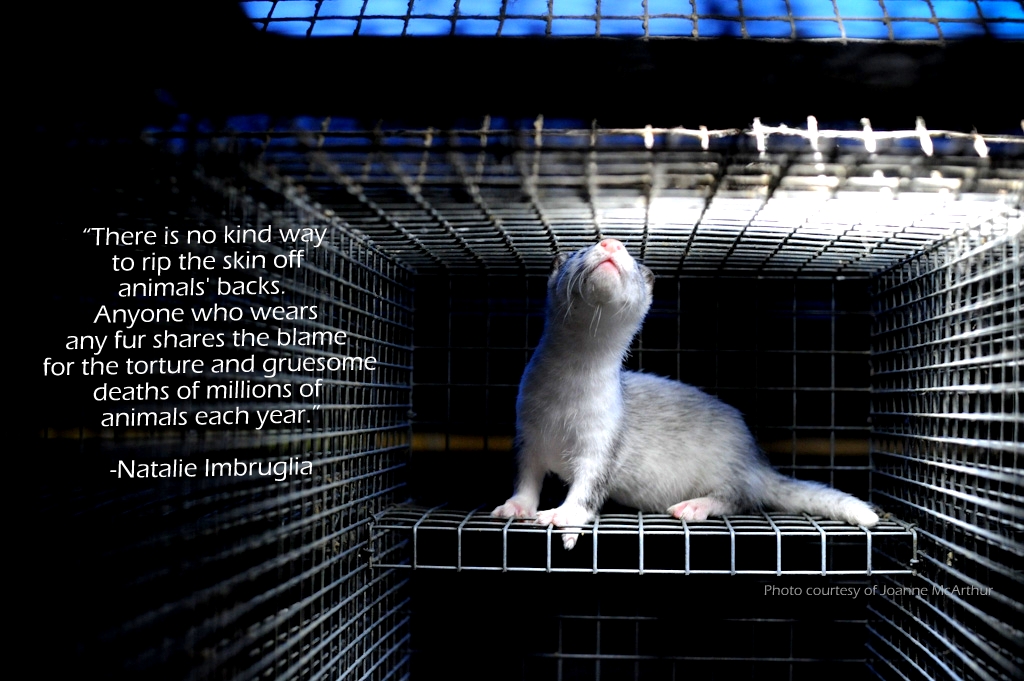 “There is no kind way
to rip the skin off
animals' backs.
Anyone who wears
any fur shares the blame
for the torture and gruesome
deaths of millions of
animals each year.”
-Natalie Imbruglia
Photo courtesy of Joanne McArthur